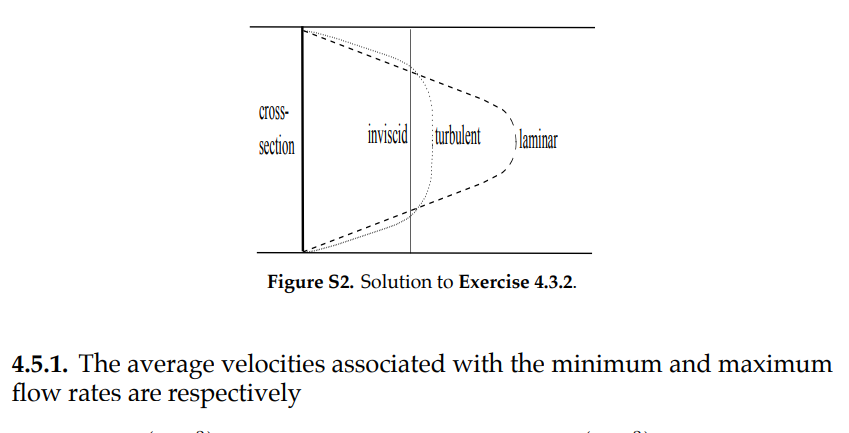 cross-
section
inviscid turbulent laminar
Figure S2. Solution to Exercise 4.3.2.
4.5.1. The average velocities associated with the minimum and maximum
flow rates are respectively